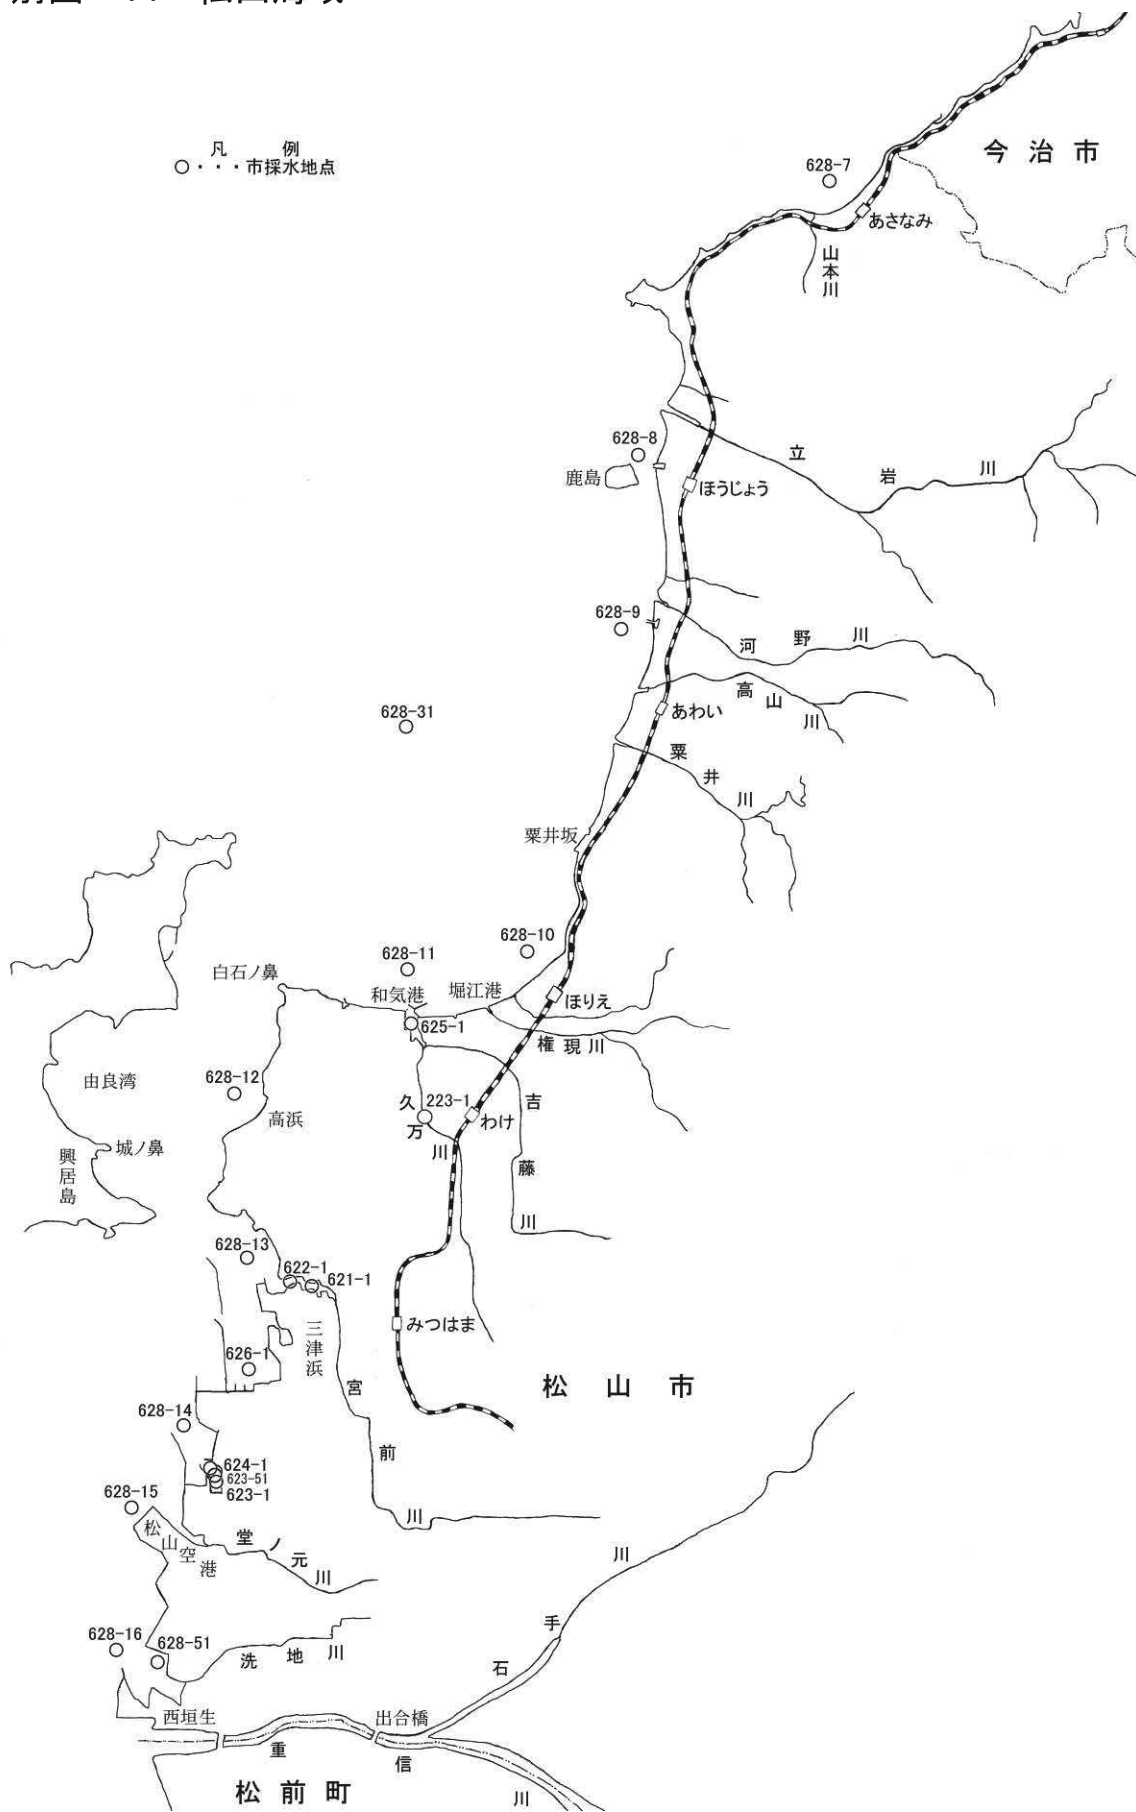 凡 例
○・・・市採水地点
今治市
628-7
あさなみ
山本川
628-8
鹿島
ほうじょう
立岩川
628-9
河野川
高山川
628-31
あわい
粟井川
粟井坂
628-10
628-11
白石ノ鼻
和気港
堀江港
ほりえ
625-1
権現川
由良湾
628-12
高浜
久万川
223-1
わけ
吉藤川
城ノ鼻
興居島
628-13
622-1
621-1
みつはま
三津浜
626-1
松山市
宮前川
628-14
624-1
623-51
623-1
628-15
松山空港
堂ノ元川
石手川
628-16
628-51
洗地川
西垣生
出合橋
重信川
松前町